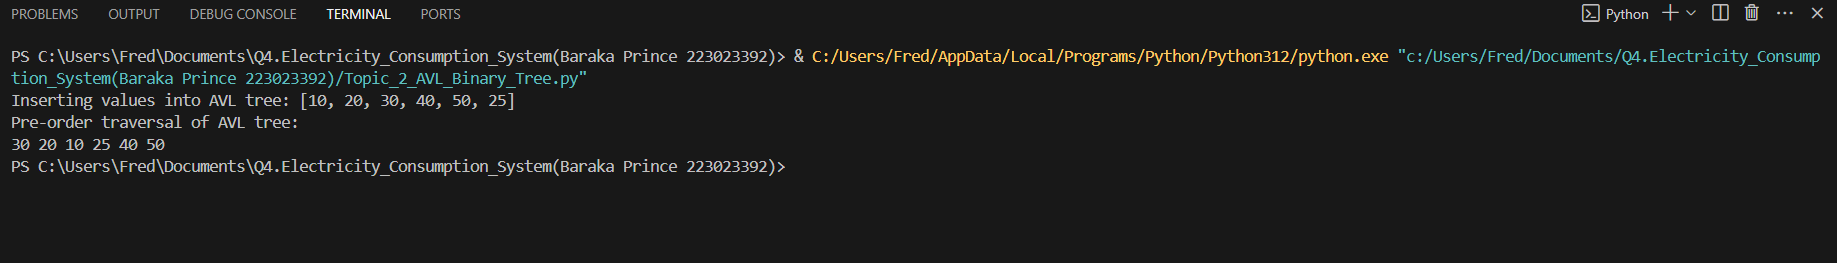 PROBLEMS OUTPUT DEBUG CONSOLE TERMINAL PORTS Python
PS C:\Users\Fred\Documents\Q4.Electricity_Consumption_System(Baraka Prince 223023392)> & C:/Users/Fred/AppData/Local/Programs/Python/Python312/python.exe "c:/Users/Fred/Documents/Q4.Electricity_Consump
tion_System(Baraka Prince 223023392)/Topic_2_AVL_Binary_Tree.py"
Inserting values into AVL tree: [10, 20, 30, 40, 50, 25]
Pre-order traversal of AVL tree:
30 20 10 25 40 50
PS C:\Users\Fred\Documents\Q4.Electricity_Consumption_System(Baraka Prince 223023392)>